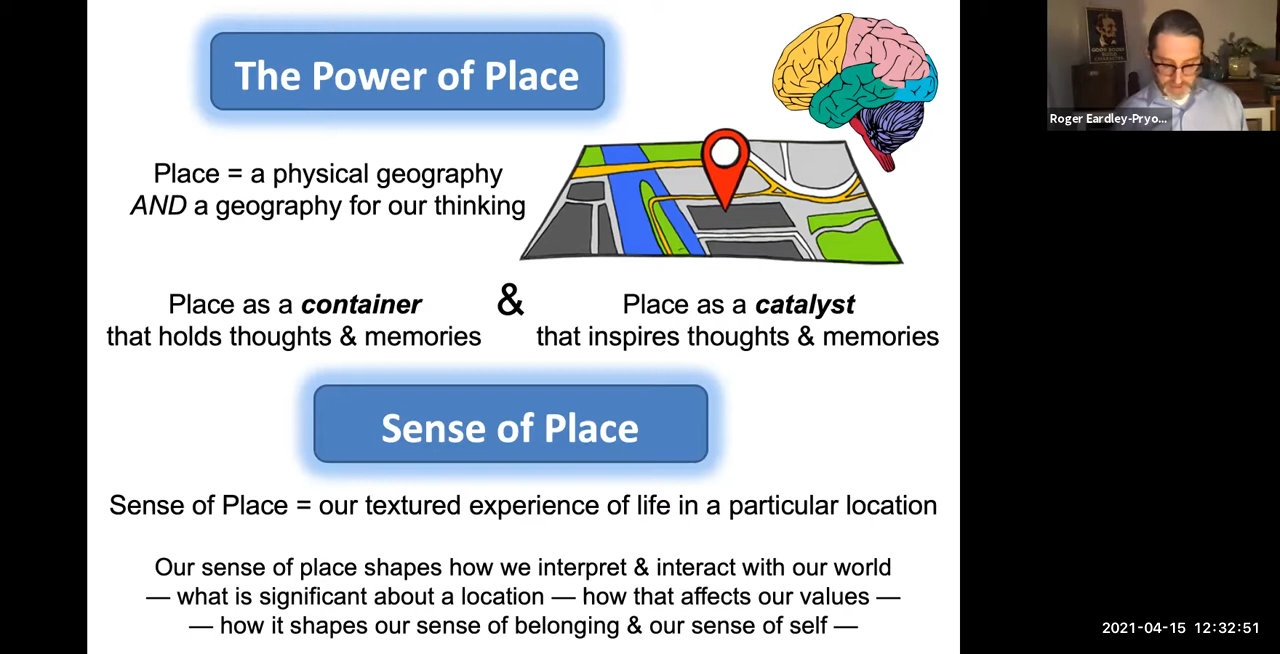 The Power of Place
Place = a physical geography
AND a geography for our thinking
Place as a container
that holds thoughts & memories
&
Place as a catalyst
that inspires thoughts & memories
Sense of Place
Sense of Place = our textured experience of life in a particular location
Our sense of place shapes how we interpret & interact with our world
— what is significant about a location — how that affects our values —
— how it shapes our sense of belonging & our sense of self —
Roger Eardley-Pryo...
2021-04-15 12:32:51